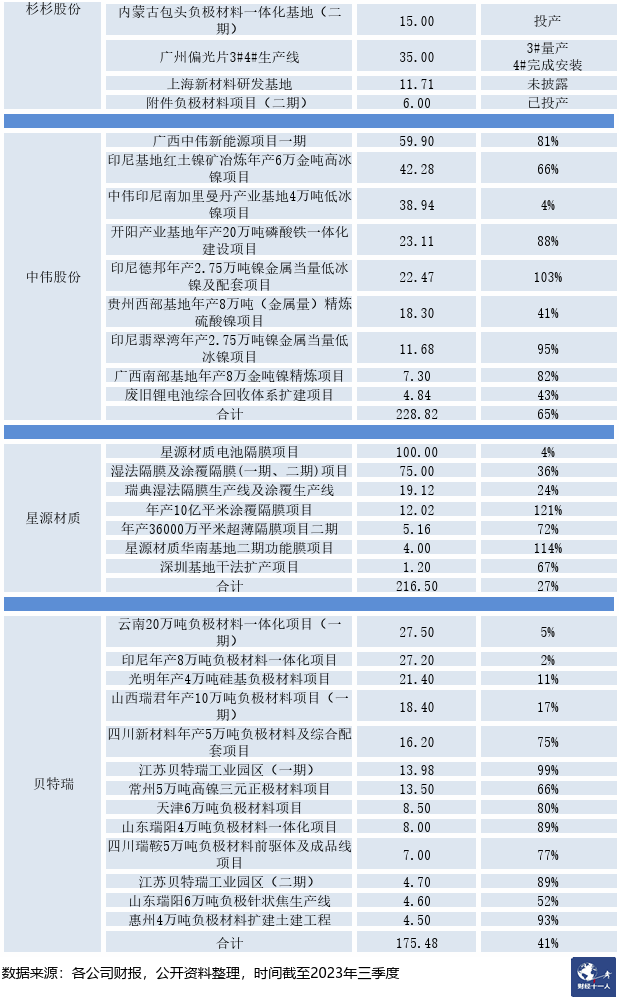 杉杉股份
内蒙古包头负极材料一体化基地（二
期）
15.00
投产
广州偏光片3#4#生产线
35.00
3#量产
4#完成安装
上海新材料研发基地
11.71
未披露
附件负极材料项目（二期）
6.00
已投产
中伟股份
广西中伟新能源项目一期
59.90
81%
印尼基地红土镍矿冶炼年产6万金吨高冰
镍项目
42.28
66%
中伟印尼南加里曼丹产业基地4万吨低冰
镍项目
38.94
4%
开阳产业基地年产20万吨磷酸铁一体化
建设项目
23.11
88%
印尼德邦年产2.75万吨镍金属当量低冰
镍及配套项目
22.47
103%
贵州西部基地年产8万吨（金属量）精炼
硫酸镍项目
18.30
41%
印尼翡翠湾年产2.75万吨镍金属当量低
冰镍项目
11.68
95%
广西南部基地年产8万金吨镍精炼项目
7.30
82%
废旧锂电池综合回收体系扩建项目
4.84
43%
合计
228.82
65%
星源材质
星源材质电池隔膜项目
100.00
4%
湿法隔膜及涂覆隔膜(一期、二期)项目
75.00
36%
瑞典湿法隔膜生产线及涂覆生产线
19.12
24%
年产10亿平米涂覆隔膜项目
12.02
121%
年产36000万平米超薄隔膜项目二期
5.16
72%
星源材质华南基地二期功能膜项目
4.00
114%
深圳基地干法扩产项目
1.20
67%
合计
216.50
27%
贝特瑞
云南20万吨负极材料一体化项目（一
期）
27.50
5%
印尼年产8万吨负极材料一体化项目
27.20
2%
光明年产4万吨硅基负极材料项目
21.40
11%
山西瑞君年产10万吨负极材料项目（一
期）
18.40
17%
四川新材料年产5万吨负极材料及综合配
套项目
16.20
75%
江苏贝特瑞工业园区（一期）
13.98
99%
常州5万吨高镍三元正极材料项目
13.50
66%
天津6万吨负极材料项目
8.50
80%
山东瑞阳4万吨负极材料一体化项目
8.00
89%
四川瑞鞍5万吨负极材料前驱体及成品线
项目
7.00
77%
江苏贝特瑞工业园区（二期）
4.70
89%
山东瑞阳6万吨负极针状焦生产线
4.60
52%
惠州4万吨负极材料扩建土建工程
4.50
93%
合计
175.48
41%
数据来源：各公司财报，公开资料整理，时间截至2023年三季度
财经十一人